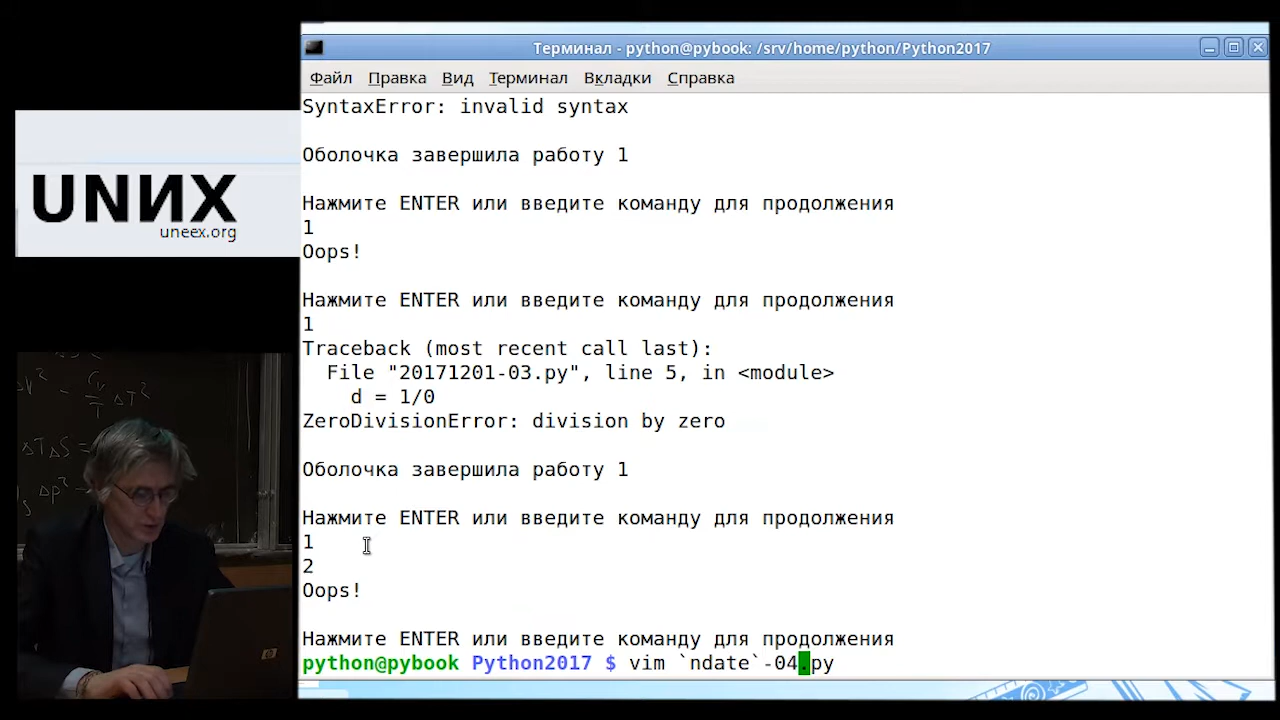 Терминал - python@pybook: /srv/home/python/Python2017
Файл Правка Вид Терминал Вкладки Справка
SyntaxError: invalid syntax
Оболочка завершила работу 1
Нажмите ENTER или введите команду для продолжения
1
Oops!
Нажмите ENTER или введите команду для продолжения
1
Traceback (most recent call last):
File "20171201-03.py", line 5, in <module>
d = 1/0
ZeroDivisionError: division by zero
Оболочка завершила работу 1
Нажмите ENTER или введите команду для продолжения
1
2
Oops!
Нажмите ENTER или введите команду для продолжения
python@pybook Python2017 $ vim `ndate`-04.py
UNИX
uneex.org
hp